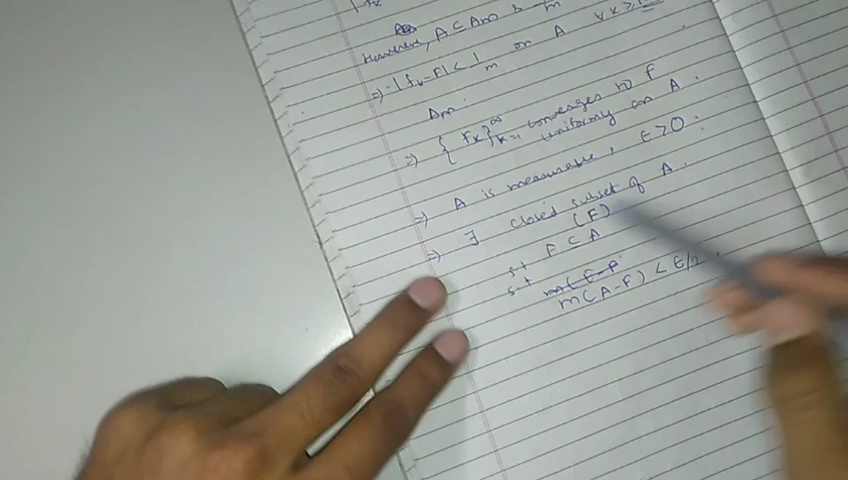 However, A ⊂ Am & m
=> |fk-F| < 1/m on A ∀ k ≥
Am.
=> { Fk }∞k=1 converges to F
uniformly on A.
=> A is measurable, ε>0.
=> ∃ closed subset of A.
(F)
s.t F ⊂ A
s.t m(A-F) < ε/2.